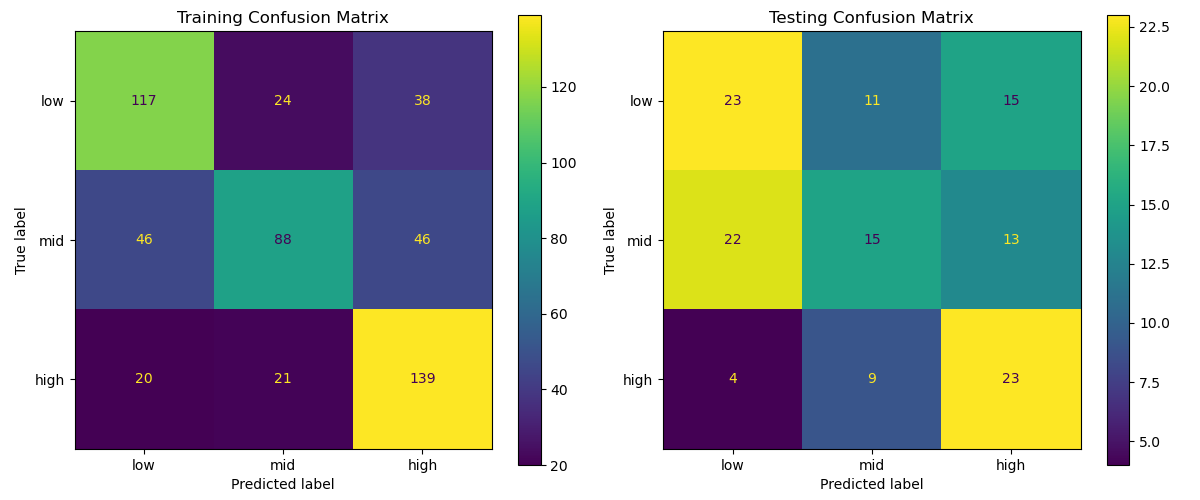 Training Confusion Matrix
True label
low
mid
high
117 24 38
46 88 46
20 21 139
low mid high
Predicted label
120
100
80
60
40
20
Testing Confusion Matrix
True label
low
mid
high
23 11 15
22 15 13
4 9 23
low mid high
Predicted label
22.5
20.0
17.5
15.0
12.5
10.0
7.5
5.0